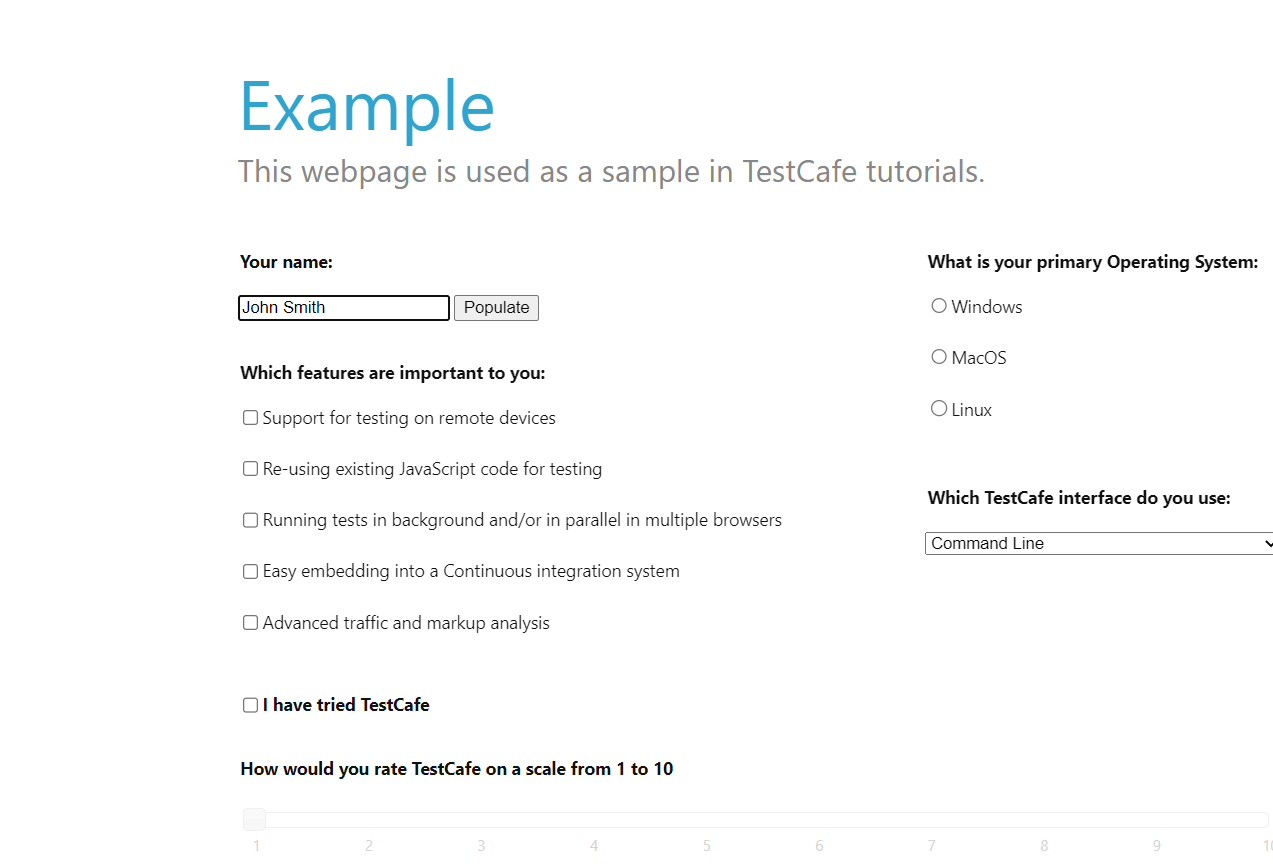 Example
This webpage is used as a sample in TestCafe tutorials.
Your name:
John Smith Populate
Which features are important to you:
Support for testing on remote devices
Re-using existing JavaScript code for testing
Running tests in background and/or in parallel in multiple browsers
Easy embedding into a Continuous integration system
Advanced traffic and markup analysis
I have tried TestCafe
What is your primary Operating System:
Windows
MacOS
Linux
Which TestCafe interface do you use:
Command Line
How would you rate TestCafe on a scale from 1 to 10
1 2 3 4 5 6 7 8 9 10